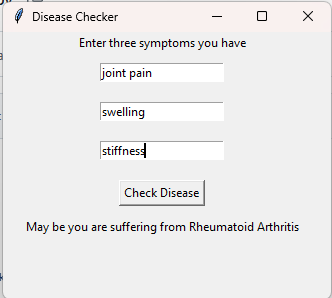 Disease Checker
Enter three symptoms you have
joint pain
swelling
stiffness
Check Disease
May be you are suffering from Rheumatoid Arthritis